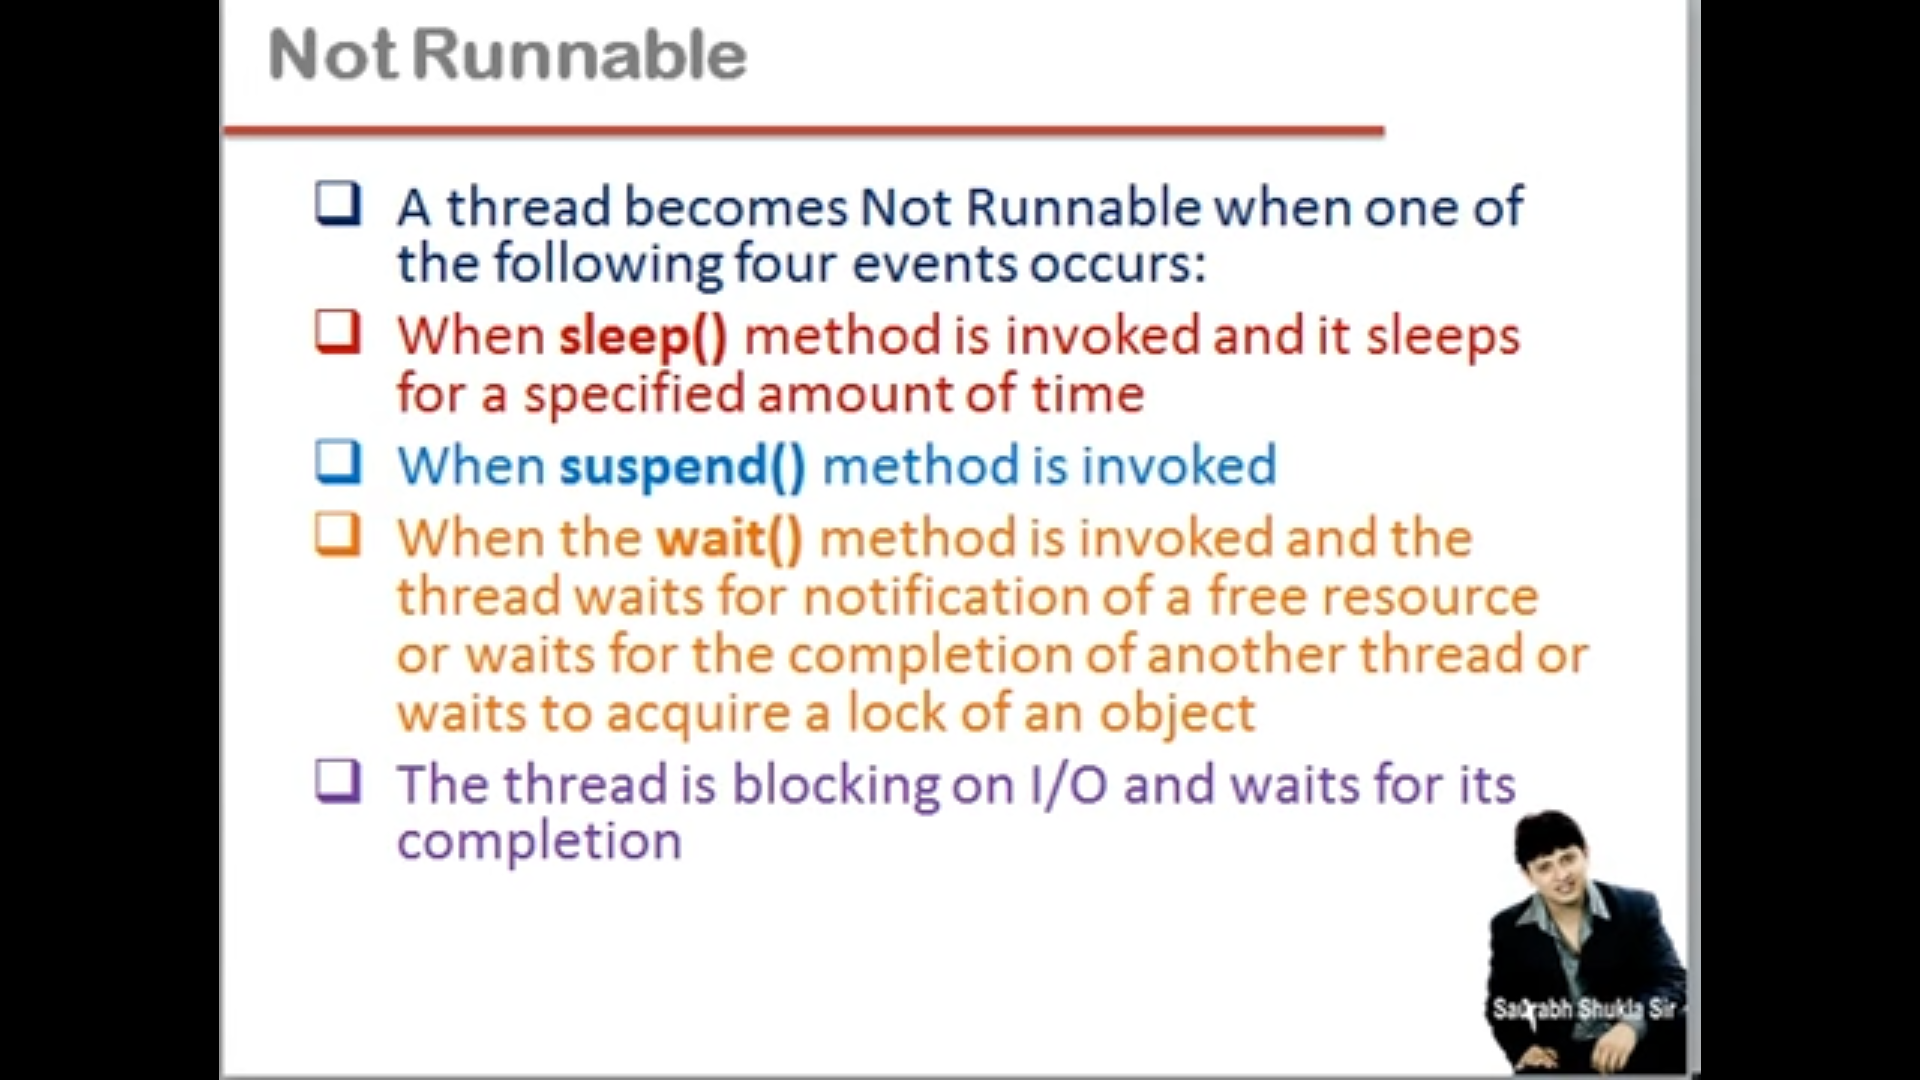 Not Runnable
A thread becomes Not Runnable when one of
the following four events occurs:
When sleep() method is invoked and it sleeps
for a specified amount of time
When suspend() method is invoked
When the wait() method is invoked and the
thread waits for notification of a free resource
or waits for the completion of another thread or
waits to acquire a lock of an object
The thread is blocking on I/O and waits for its
completion
Saurabh Shukla Sir